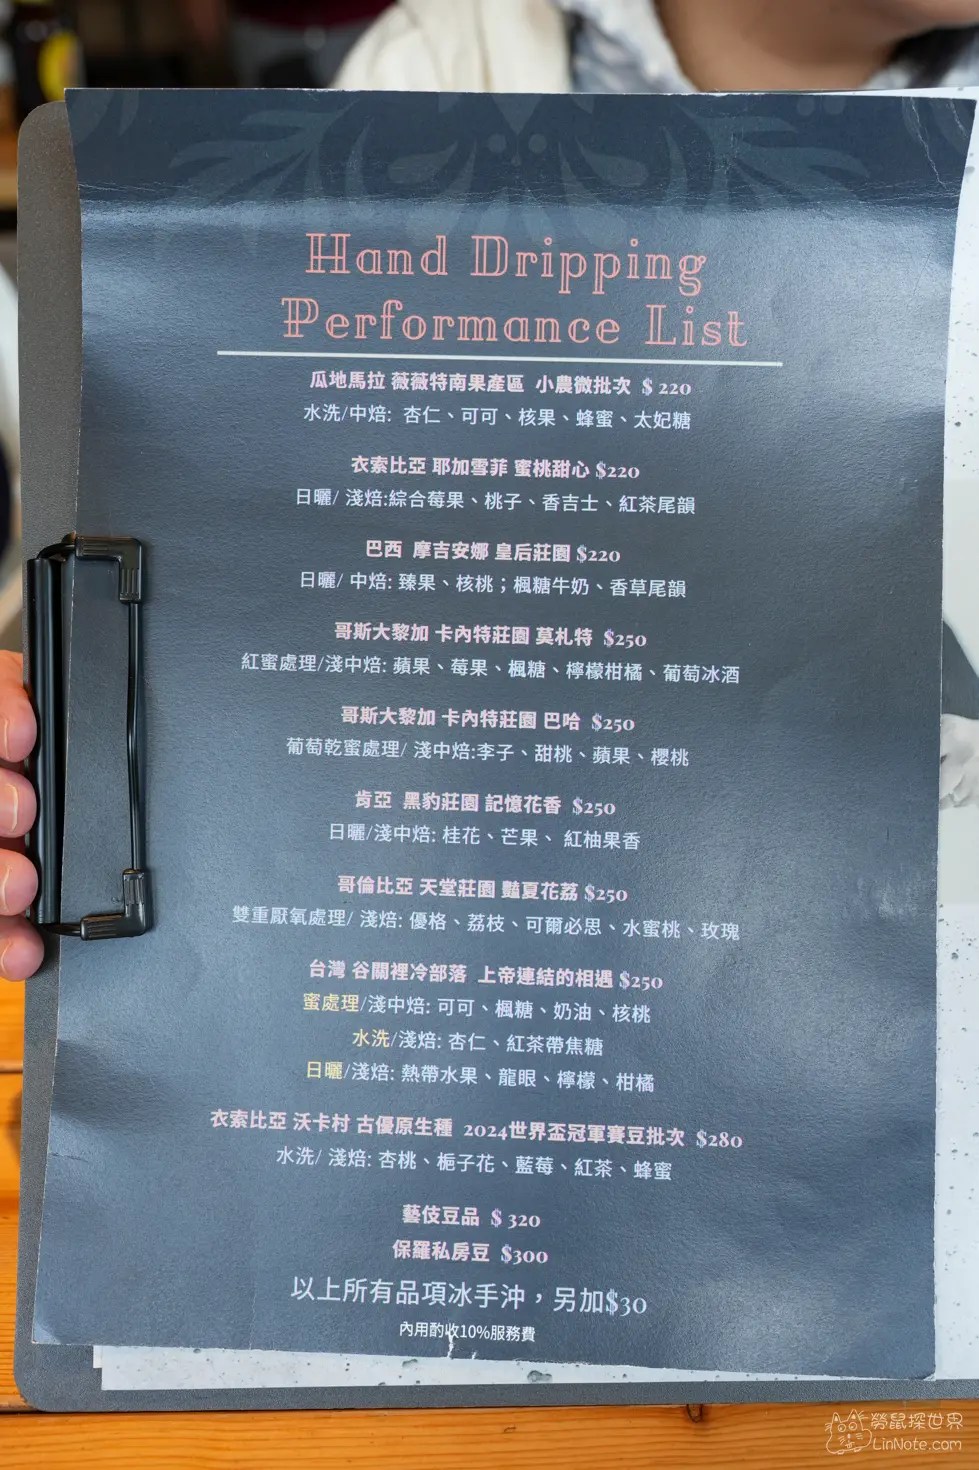 Hand Dripping
Performance List
瓜地馬拉 薇薇特南果產區 小農微批次 $ 220
水洗/中焙: 杏仁、可可、核果、蜂蜜、太妃糖
衣索比亞 耶加雪菲 蜜桃甜心 $220
日曬/ 淺焙:綜合莓果、桃子、香吉士、紅茶尾韻
巴西 摩吉安娜 皇后莊園 $220
日曬/ 中焙: 臻果、核桃；楓糖牛奶、香草尾韻
哥斯大黎加 卡內特莊園 莫札特 $250
紅蜜處理/淺中焙: 蘋果、莓果、楓糖、檸檬柑橘、葡萄冰酒
哥斯大黎加 卡內特莊園 巴哈 $250
葡萄乾蜜處理/ 淺中焙:李子、甜桃、蘋果、櫻桃
肯亞 黑豹莊園 記憶花香 $250
日曬/淺中焙: 桂花、芒果、 紅柚果香
哥倫比亞 天堂莊園 豔夏花荔 $250
雙重厭氧處理/ 淺焙: 優格、荔枝、可爾必思、水蜜桃、玫瑰
台灣 谷關裡冷部落 上帝連結的相遇 $250
蜜處理/淺中焙: 可可、楓糖、奶油、核桃
水洗/淺焙: 杏仁、紅茶帶焦糖
日曬/淺焙: 熱帶水果、龍眼、檸檬、柑橘
衣索比亞 沃卡村 古優原生種 2024世界盃冠軍賽豆批次 $280
水洗/ 淺焙: 杏桃、梔子花、藍莓、紅茶、蜂蜜
藝伎豆品 $ 320
保羅私房豆 $300
以上所有品項冰手沖，另加$30
內用酌收10%服務費
勞鼠探世界
LinNote.com